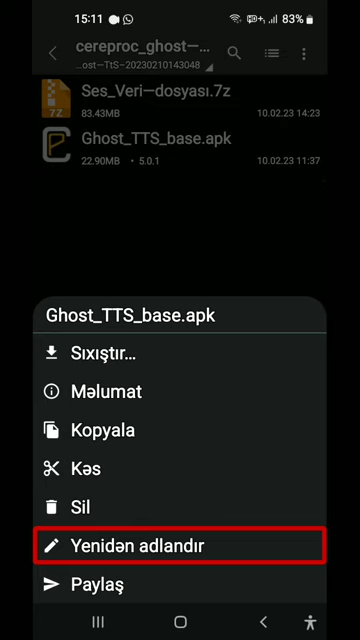 15:11 83%
cereproc_ghost—...
...ost—TtS—20230210143048
Ses_Veri—dosyası.7z
83.43MB 10.02.23 14:23
7Z
Ghost_TTS_base.apk
22.90MB • 5.0.1 10.02.23 11:37
Ghost_TTS_base.apk
Sıxıştır...
Məlumat
Kopyala
Kəs
Sil
Yenidən adlandır
Paylaş